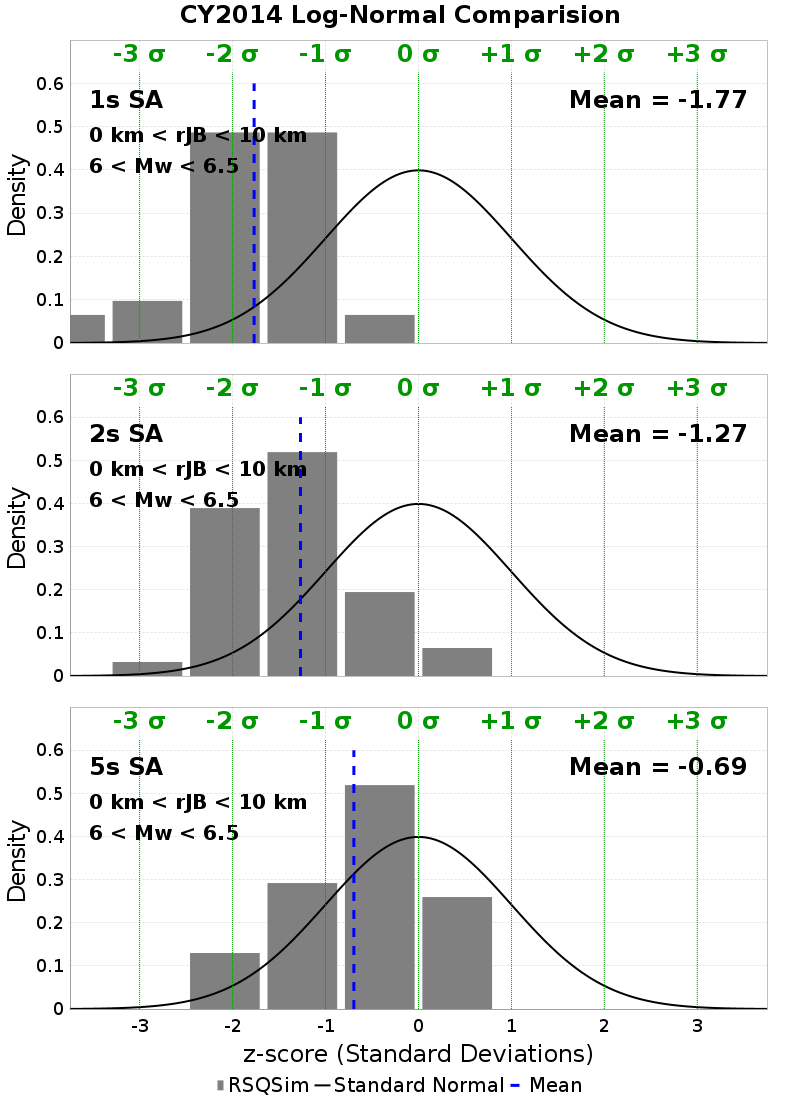 CY2014 Log-Normal Comparision
-3 σ -2 σ -1 σ 0 σ +1 σ +2 σ +3 σ
1s SA
Mean = -1.77
0 km < rJB < 10 km
6 < Mw < 6.5
Density
0.6
0.5
0.4
0.3
0.2
0.1
0
-3 σ -2 σ -1 σ 0 σ +1 σ +2 σ +3 σ
2s SA
Mean = -1.27
0 km < rJB < 10 km
6 < Mw < 6.5
Density
0.6
0.5
0.4
0.3
0.2
0.1
0
-3 σ -2 σ -1 σ 0 σ +1 σ +2 σ +3 σ
5s SA
Mean = -0.69
0 km < rJB < 10 km
6 < Mw < 6.5
Density
0.6
0.5
0.4
0.3
0.2
0.1
0
-3 -2 -1 0 1 2 3
z-score (Standard Deviations)
RSQSim Standard Normal Mean